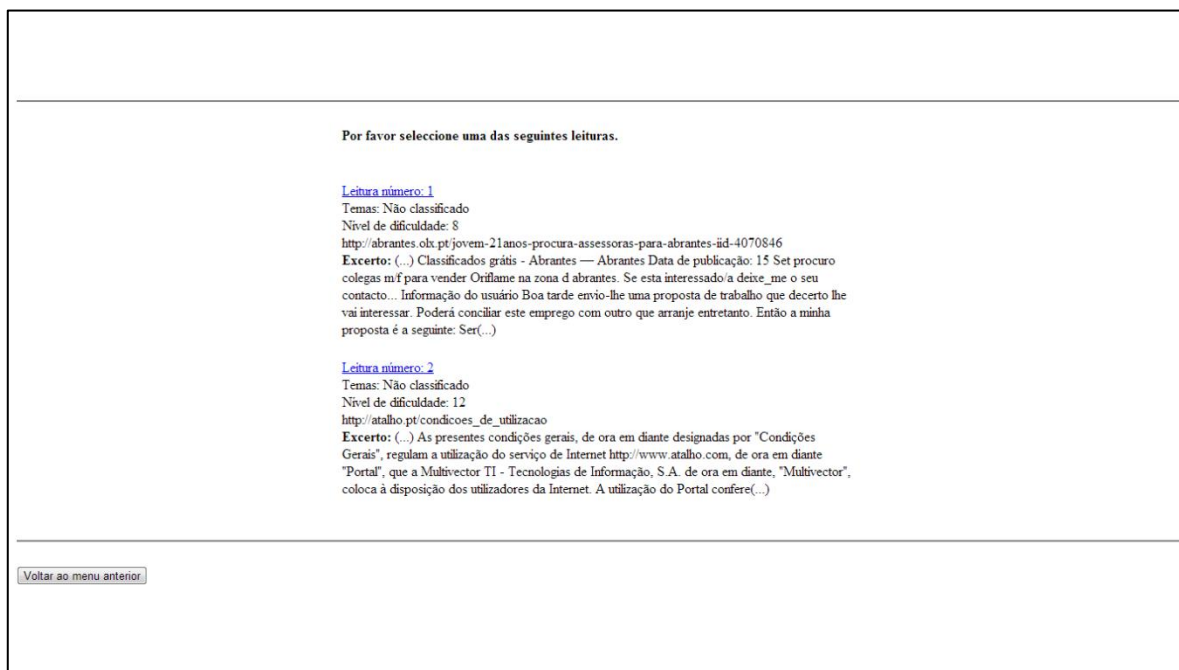 Por favor seleccione uma das seguintes leituras.
Leitura número: 1
Temas: Não classificado
Nivel de dificuldade: 8
http://abrantes.olx.pt/jovem-21anos-procura-assessoras-para-abrantes-iid-4070846
Excerto: (...) Classificados grátis - Abrantes — Abrantes Data de publicação: 15 Set procuro
colegas m/f para vender Oriflame na zona d abrantes. Se esta interessado/a deixe_me o seu
contacto... Informação do usuário Boa tarde envio-lhe uma proposta de trabalho que decerto lhe
vai interessar. Poderá conciliar este emprego com outro que arranje entretanto. Então a minha
proposta é a seguinte: Ser(...)
Leitura número: 2
Temas: Não classificado
Nivel de dificuldade: 12
http://atalho.pt/condicoes_de_utilizacao
Excerto: (...) As presentes condições gerais, de ora em diante designadas por "Condições
Gerais", regulam a utilização do serviço de Internet http://www.atalho.com, de ora em diante
"Portal", que a Multivector TI - Tecnologias de Informação, S.A. de ora em diante, "Multivector",
coloca à disposição dos utilizadores da Internet. A utilização do Portal confere(...)
Voltar ao menu anterior